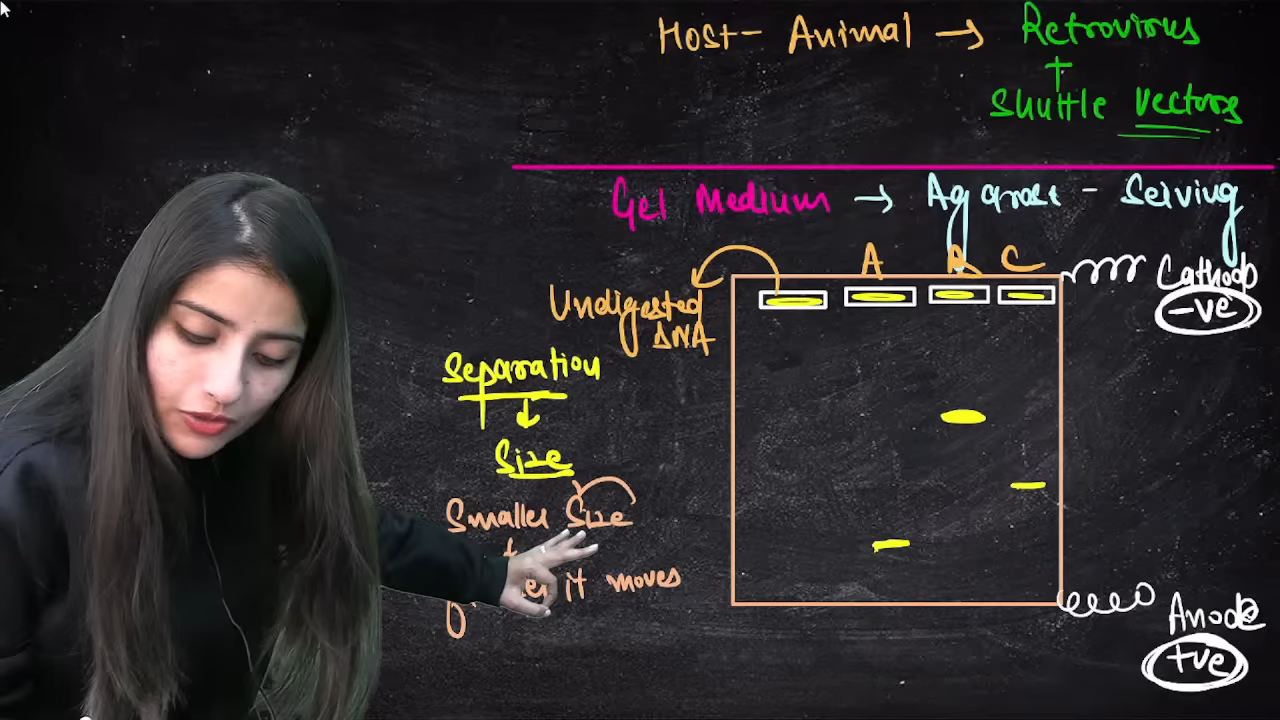 Host - Animal → Retrovirus
+
Shuttle Vectors
Gel Medium → Agarose - Seiving
A B C
Cathode
-ve
Undigested
DNA
Separation
↓
Size
Smaller Size
it moves
Anode
+ve